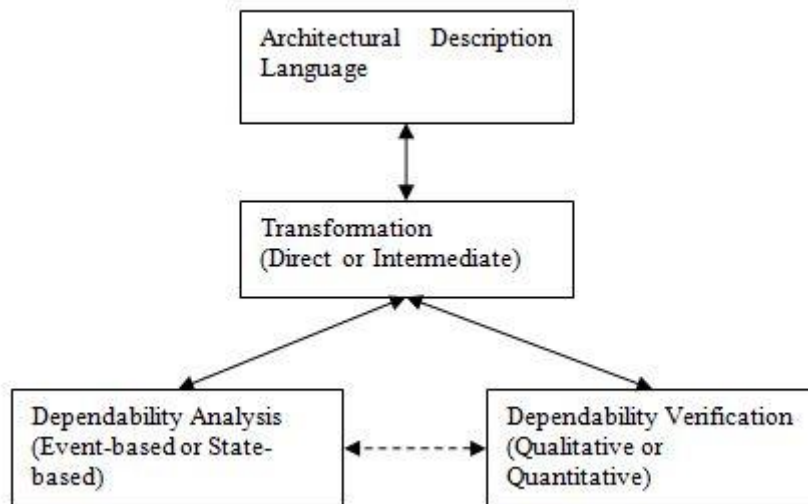 Architectural Description
Language
Transformation
(Direct or Intermediate)
Dependability Analysis
(Event-based or State-
based)
Dependability Verification
(Qualitative or
Quantitative)